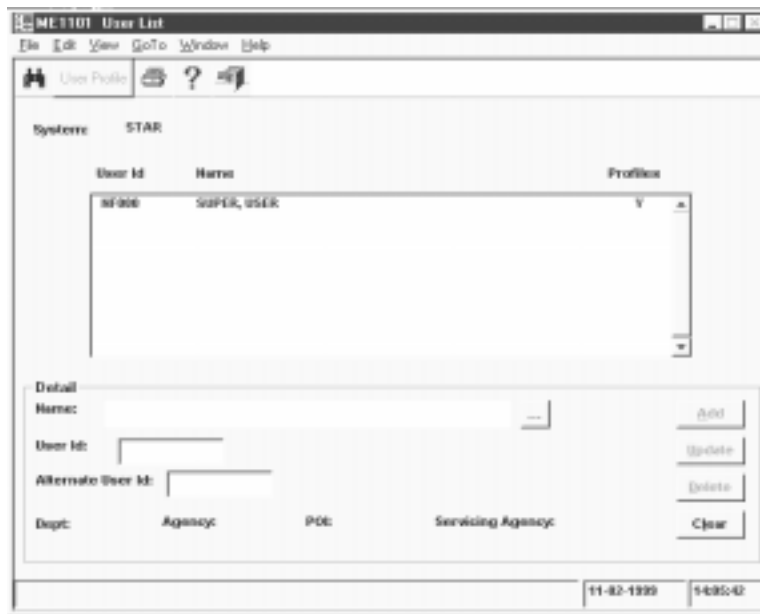 ME1101 User List
File Edit View GoTo Window Help
User Profile ?
System: STAR
User Id Name Profiles
NF000 SUPER, USER Y
Detail
Name: ... Add
User Id: Update
Alternate User Id: Delete
Dept: Agency: POI: Servicing Agency: Clear
11-02-1999 14:05:42